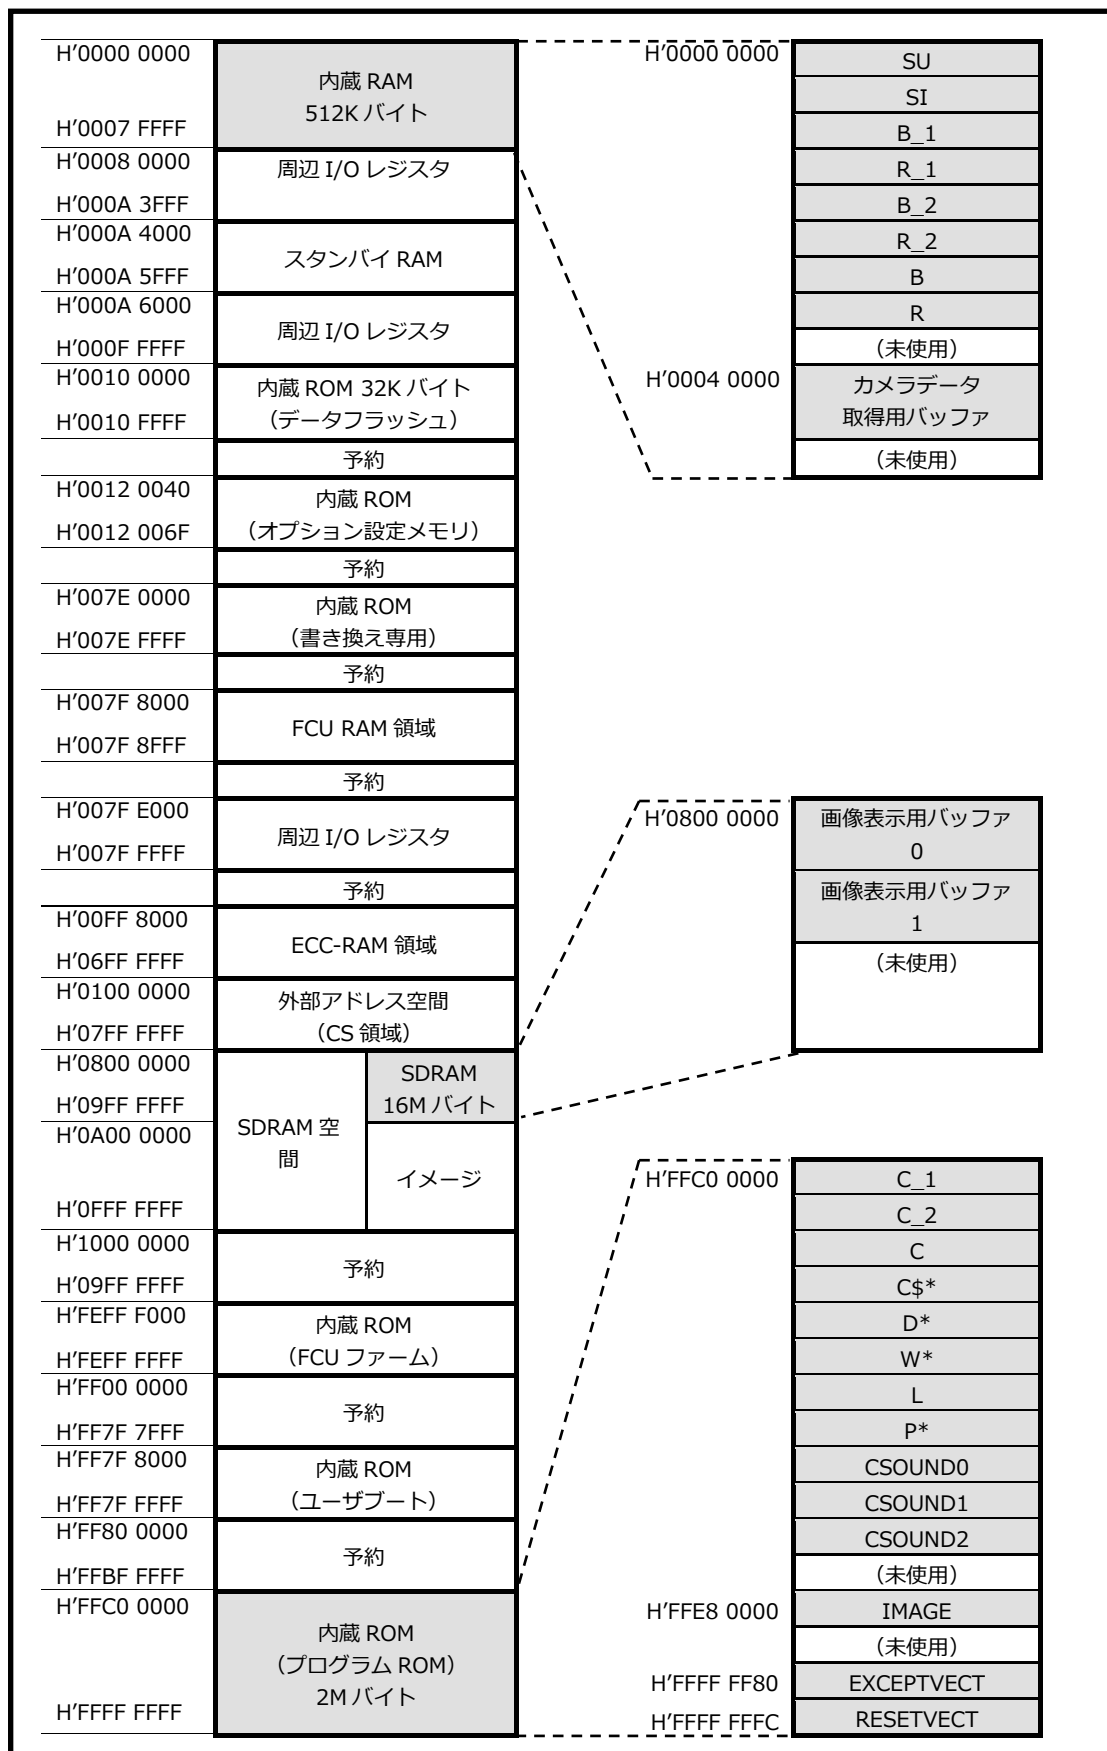 H'0000 0000
内蔵 RAM
512K バイト
H'0007 FFFF
H'0008 0000
周辺 I/O レジスタ
H'000A 3FFF
H'000A 4000
スタンバイ RAM
H'000A 5FFF
H'000A 6000
周辺 I/O レジスタ
H'000F FFFF
H'0010 0000
内蔵 ROM 32K バイト
(データフラッシュ)
H'0010 FFFF
予約
H'0012 0040
内蔵 ROM
(オプション設定メモリ)
H'0012 006F
予約
H'007E 0000
内蔵 ROM
(書き換え専用)
H'007E FFFF
予約
H'007F 8000
FCU RAM 領域
H'007F 8FFF
予約
H'007F E000
周辺 I/O レジスタ
H'007F FFFF
予約
H'00FF 8000
ECC-RAM 領域
H'06FF FFFF
H'0100 0000
外部アドレス空間
(CS 領域)
H'07FF FFFF
H'0800 0000
SDRAM
16M バイト
H'09FF FFFF
H'0A00 0000
SDRAM 空
間
イメージ
H'0FFF FFFF
H'1000 0000
予約
H'09FF FFFF
H'FEFF F000
内蔵 ROM
(FCU ファーム)
H'FEFF FFFF
H'FF00 0000
予約
H'FF7F 7FFF
H'FF7F 8000
内蔵 ROM
(ユーザブート)
H'FF7F FFFF
H'FF80 0000
予約
H'FFBF FFFF
H'FFC0 0000
内蔵 ROM
(プログラム ROM)
2M バイト
H'FFFF FFFF
H'0000 0000
SU
SI
B_1
R_1
B_2
R_2
B
R
(未使用)
H'0004 0000
カメラデータ
取得用バッファ
(未使用)
H'0800 0000
画像表示用バッファ
0
画像表示用バッファ
1
(未使用)
H'FFC0 0000
C_1
C_2
C
C$*
D*
W*
L
P*
CSOUND0
CSOUND1
CSOUND2
(未使用)
H'FFE8 0000
IMAGE
(未使用)
H'FFFF FF80
EXCEPTVECT
H'FFFF FFFC
RESETVECT